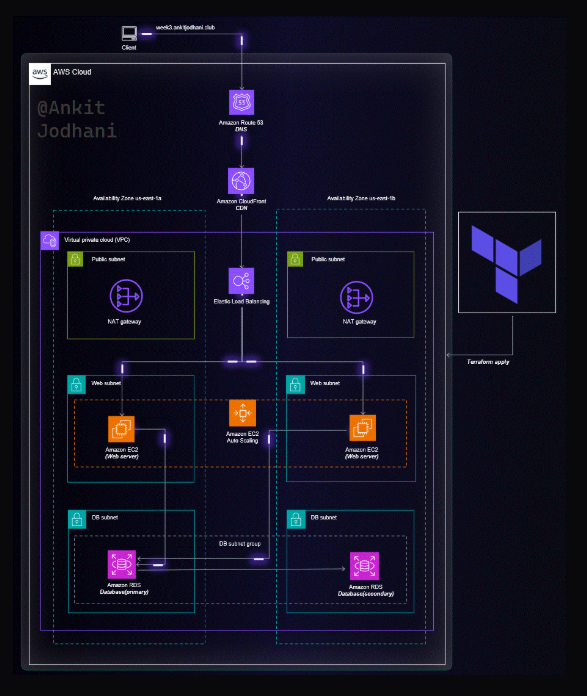 week3.ankitjodhani.club
Client
aws
AWS Cloud
@Ankit
Jodhani
53
Amazon Route 53
DNS
Amazon CloudFrost
CDN
Availability Zone us-east-1a
Availability Zone us-east-1b
Virtual private cloud (VPC)
Public subnet
Public subnet
Elastic Load Balancing
NAT gateway
NAT gateway
Terraform apply
Web subnet
Web subnet
Amazon EC2
Auto Scaling
Amazon EC2
(Web server)
Amazon EC2
(Web server)
DB subnet
DB subnet
DB subnet group
Amazon RDS
Database(primary)
Amazon RDS
Database(secondary)